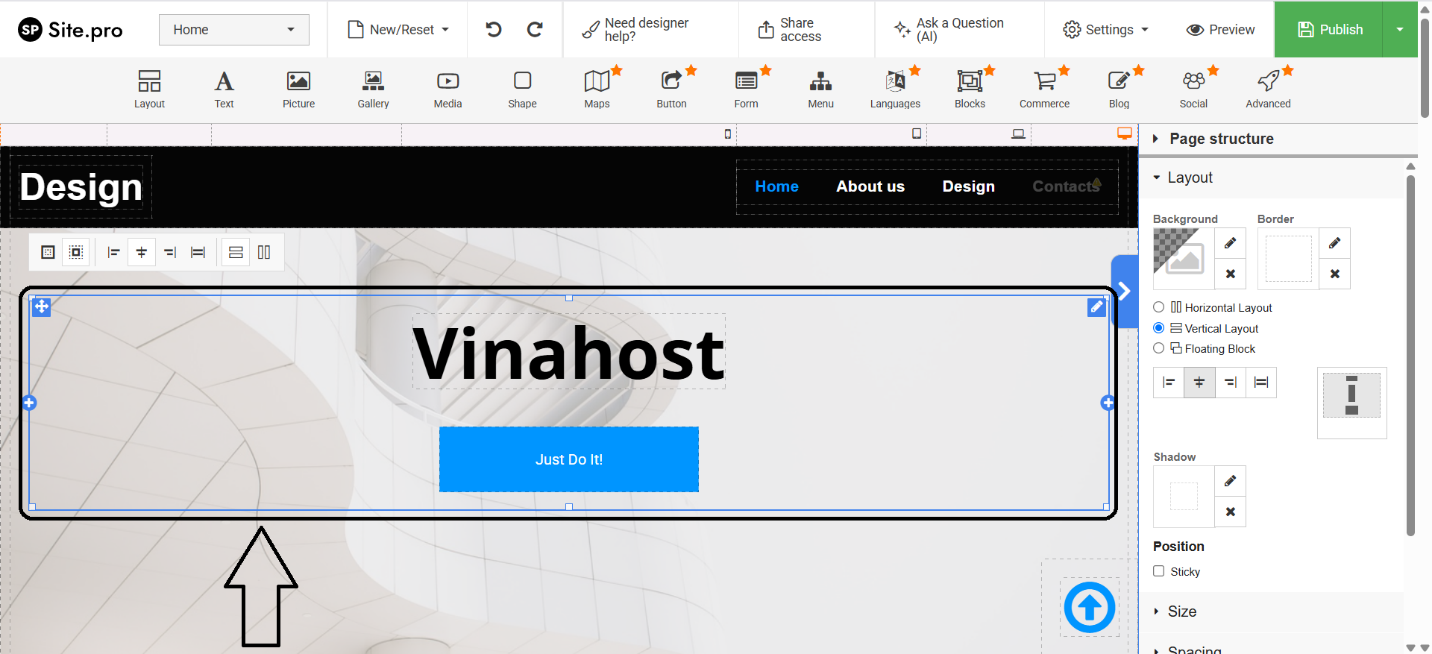 SP Site.pro
Home
New/Reset
Need designer
help?
Share
access
Ask a Question
(AI)
Settings
Preview
Publish
Layout
Text
Picture
Gallery
Media
Shape
Maps
Button
Form
Menu
Languages
Blocks
Commerce
Blog
Social
Advanced
Design
Home
About us
Design
Contacts
Vinahost
Just Do It!
Page structure
Layout
Background
Border
Horizontal Layout
Vertical Layout
Floating Block
Shadow
Position
Sticky
Size
Spacing